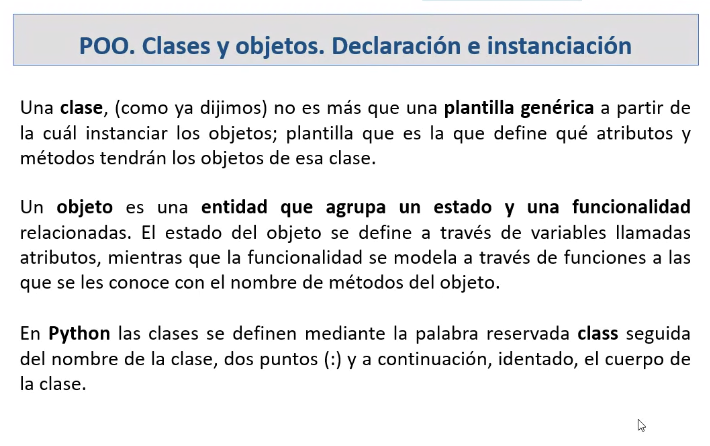 POO. Clases y objetos. Declaración e instanciación
Una clase, (como ya dijimos) no es más que una plantilla genérica a partir de
la cuál instanciar los objetos; plantilla que es la que define qué atributos y
métodos tendrán los objetos de esa clase.
Un objeto es una entidad que agrupa un estado y una funcionalidad
relacionadas. El estado del objeto se define a través de variables llamadas
atributos, mientras que la funcionalidad se modela a través de funciones a las
que se les conoce con el nombre de métodos del objeto.
En Python las clases se definen mediante la palabra reservada class seguida
del nombre de la clase, dos puntos (:) y a continuación, identado, el cuerpo de
la clase.